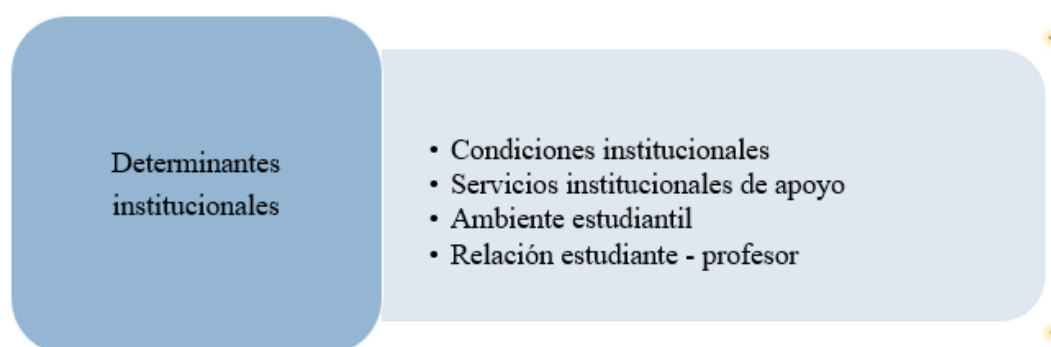 Determinantes
institucionales
• Condiciones institucionales
• Servicios institucionales de apoyo
• Ambiente estudiantil
• Relación estudiante - profesor